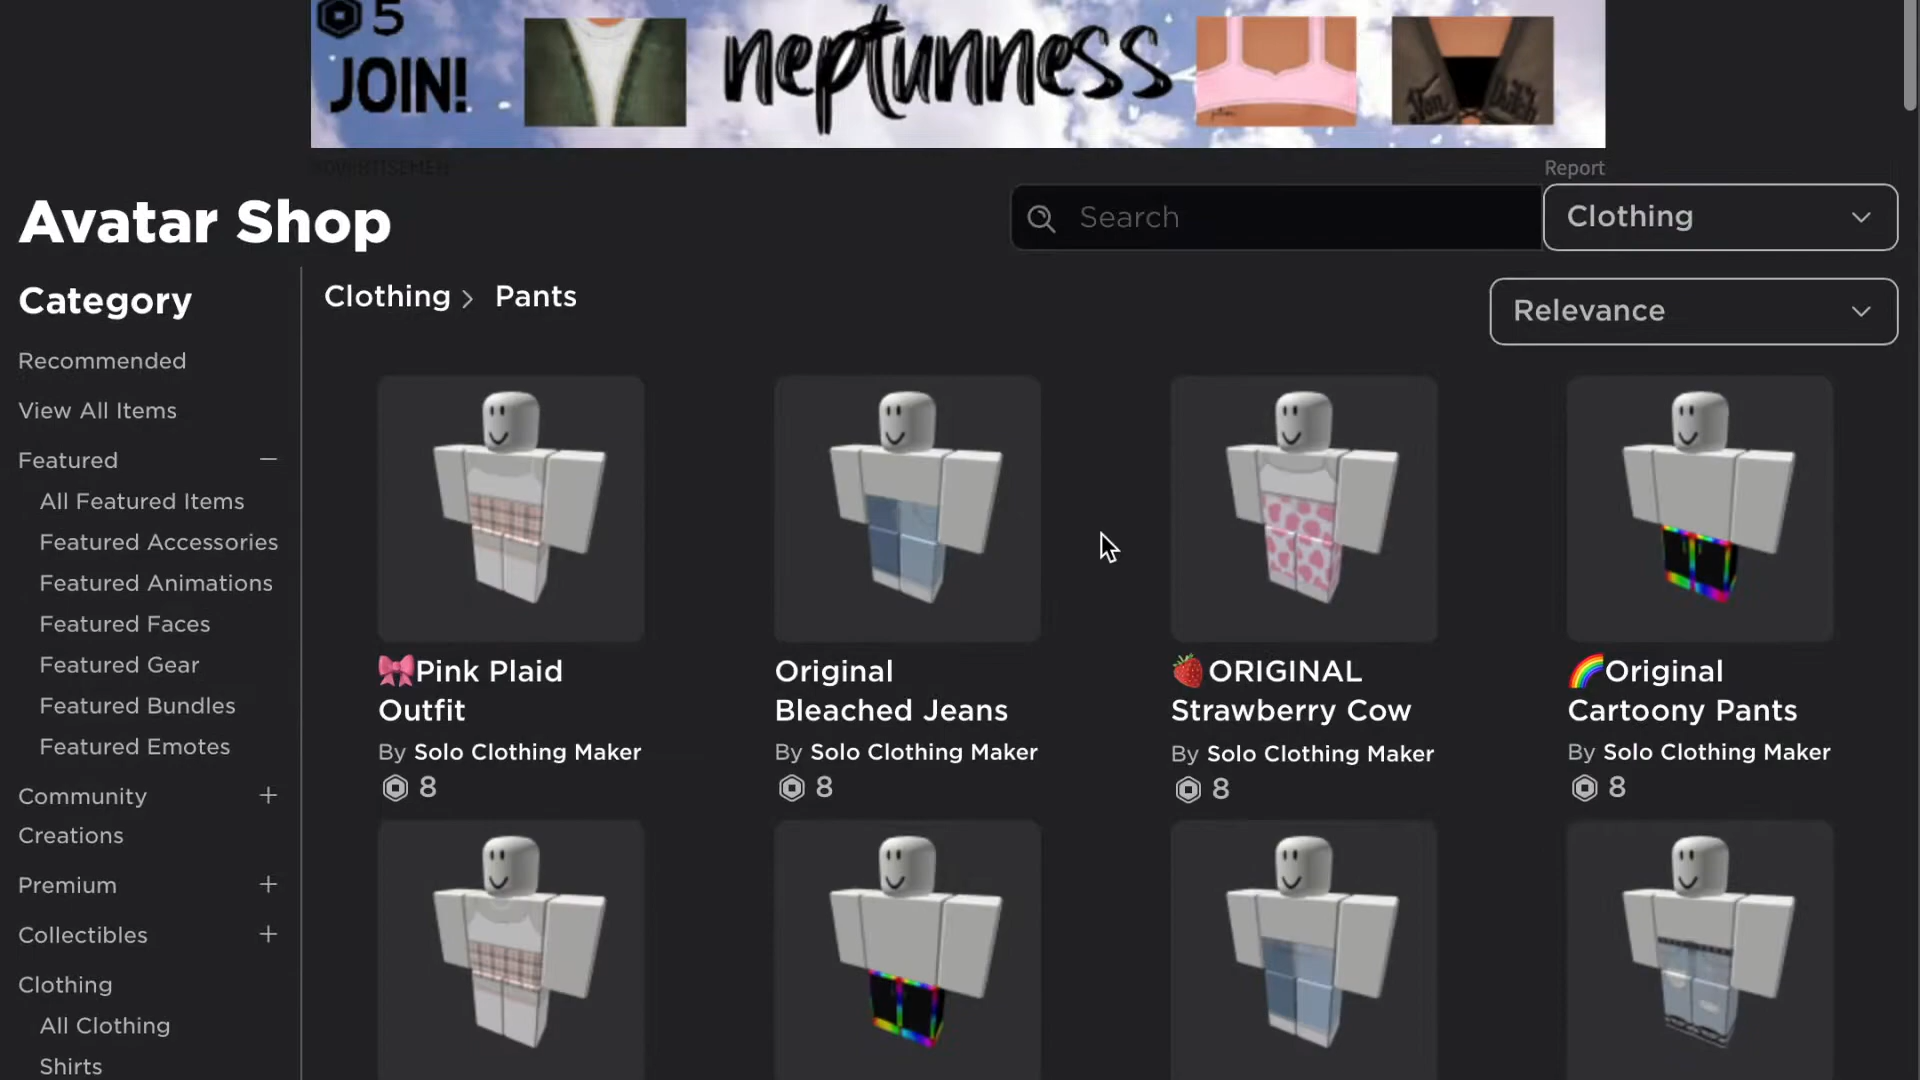 5
JOIN!
neptunness
Von Dutch
ADVERTISEMEN
Report
Avatar Shop
Search
Clothing
Category
Clothing > Pants
Relevance
Recommended
View All Items
Featured
All Featured Items
Featured Accessories
Featured Animations
Featured Faces
Featured Gear
Featured Bundles
Featured Emotes
Community
Creations
Premium
Collectibles
Clothing
All Clothing
Shirts
🎀Pink Plaid
Outfit
By Solo Clothing Maker
8
Original
Bleached Jeans
By Solo Clothing Maker
8
🍓ORIGINAL
Strawberry Cow
By Solo Clothing Maker
8
🌈Original
Cartoony Pants
By Solo Clothing Maker
8